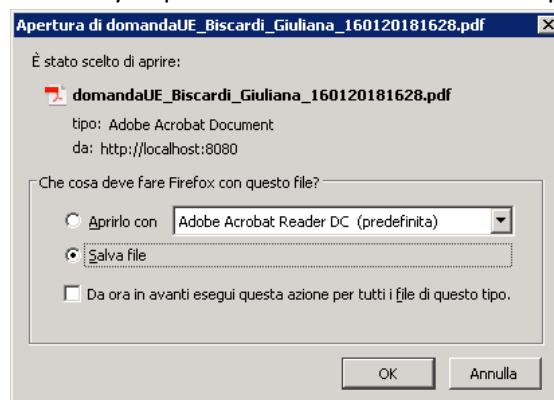 Apertura di domandaUE_Biscardi_Giuliana_160120181628.pdf
È stato scelto di aprire:
domandaUE_Biscardi_Giuliana_160120181628.pdf
tipo: Adobe Acrobat Document
da: http://localhost:8080
Che cosa deve fare Firefox con questo file?
Aprirlo con Adobe Acrobat Reader DC (predefinita)
Salva file
Da ora in avanti esegui questa azione per tutti i file di questo tipo.
OK Annulla